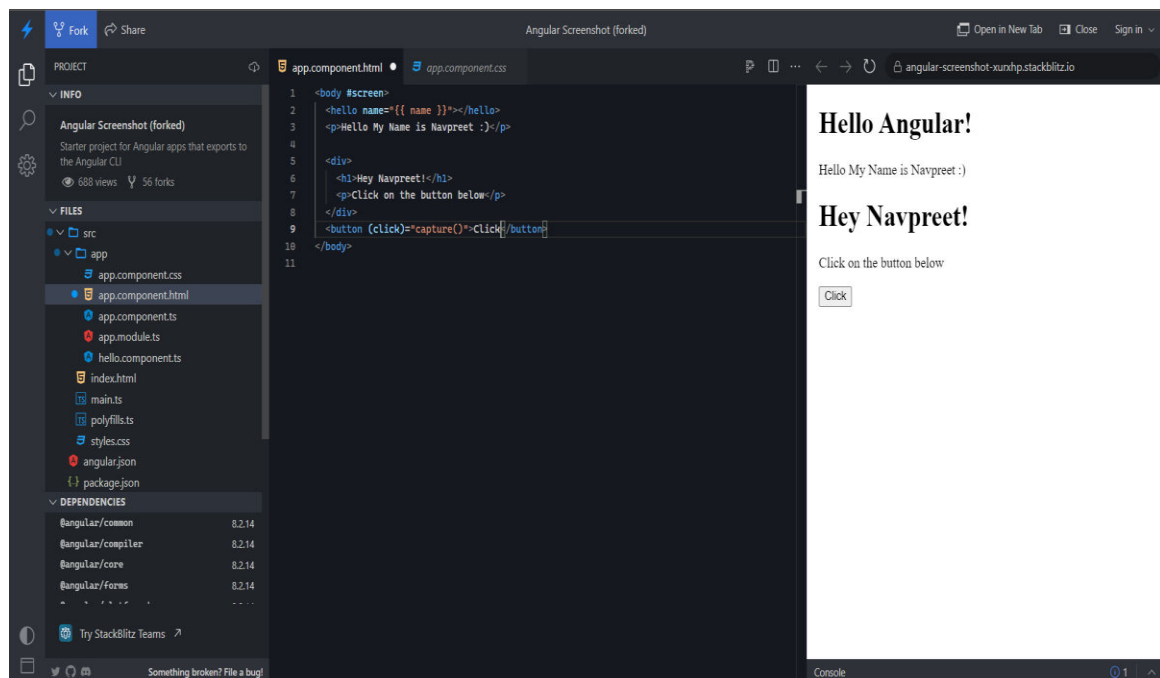 Fork
Share
Angular Screenshot (forked)
Open in New Tab
Close
Sign in
PROJECT
INFO
Angular Screenshot (forked)
Starter project for Angular apps that exports to
the Angular CLI
688 views 56 forks
FILES
src
app
app.component.css
app.component.html
app.component.ts
app.module.ts
hello.component.ts
index.html
main.ts
polyfills.ts
styles.css
angular.json
package.json
DEPENDENCIES
@angular/common 8.2.14
@angular/compiler 8.2.14
@angular/core 8.2.14
@angular/forms 8.2.14
Try StackBlitz Teams
Something broken? File a bug!
app.component.html
app.component.css
1 <body #screen>
2 <hello name="{{ name }}"></hello>
3 <p>Hello My Name is Navpreet :)</p>
4
5 <div>
6 <h1>Hey Navpreet!</h1>
7 <p>Click on the button below</p>
8 </div>
9 <button (click)="capture()">Click</button>
10 </body>
11
angular-screenshot-xunxhp.stackblitz.io
Hello Angular!
Hello My Name is Navpreet :)
Hey Navpreet!
Click on the button below
Click
Console
1